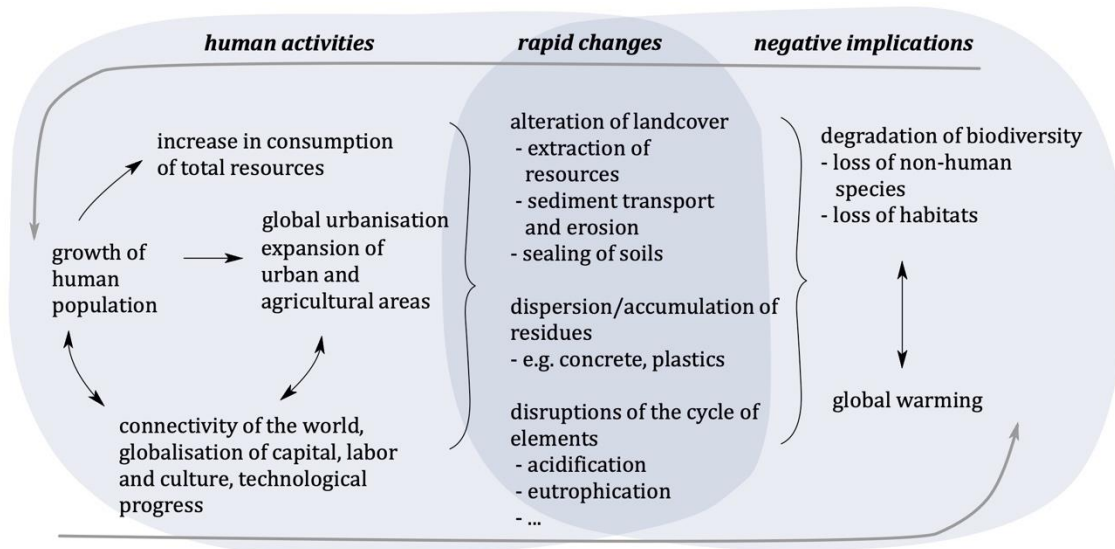 human activities
rapid changes
negative implications
increase in consumption
of total resources
global urbanisation
expansion of
urban and
agricultural areas
growth of
human
population
connectivity of the world,
globalisation of capital, labor
and culture, technological
progress
alteration of landcover
- extraction of
resources
- sediment transport
and erosion
- sealing of soils
dispersion/accumulation of
residues
- e.g. concrete, plastics
disruptions of the cycle of
elements
- acidification
- eutrophication
- ...
degradation of biodiversity
- loss of non-human
species
- loss of habitats
global warming